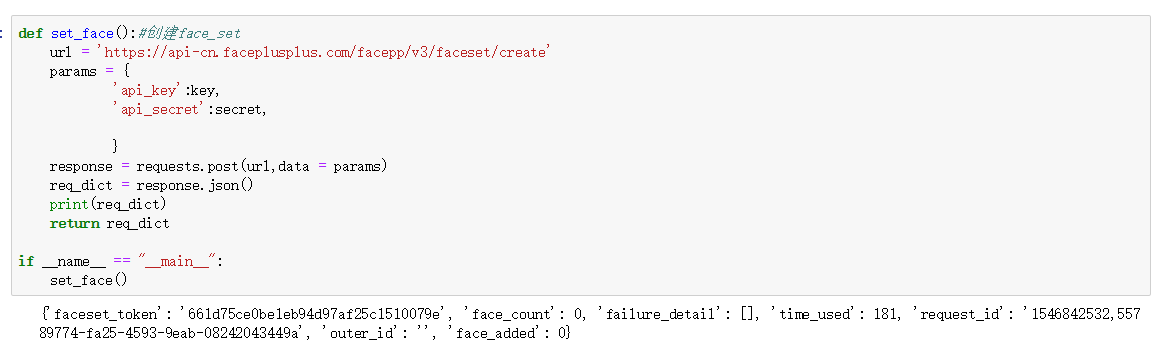 def set_face():#创建face_set
    url = 'https://api-cn.faceplusplus.com/facepp/v3/faceset/create'
    params = {
            'api_key':key,
            'api_secret':secret,

            }
    response = requests.post(url,data = params)
    req_dict = response.json()
    print(req_dict)
    return req_dict

if __name__ == "__main__":
    set_face()
{'faceset_token': '661d75ce0be1eb94d97af25c1510079e', 'face_count': 0, 'failure_detail': [], 'time_used': 181, 'request_id': '1546842532,557
89774-fa25-4593-9eab-08242043449a', 'outer_id': '', 'face_added': 0}